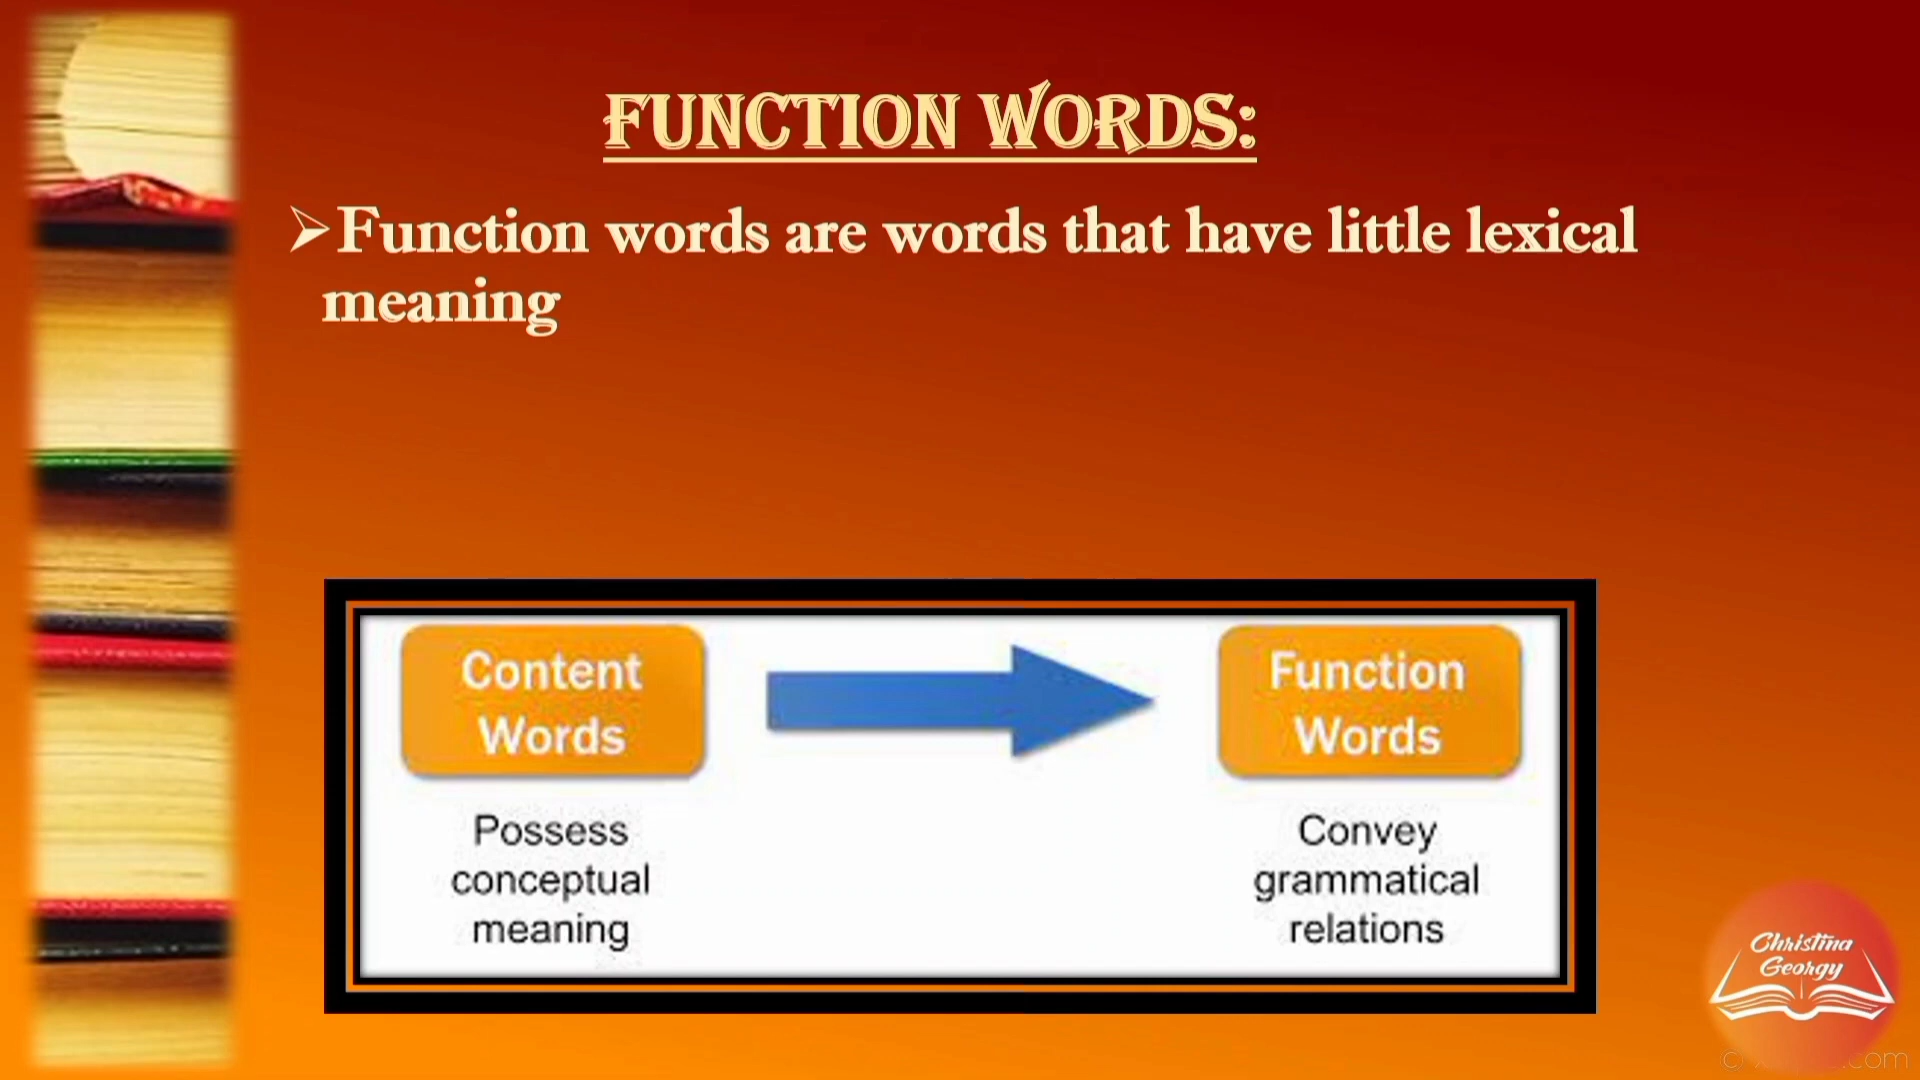 FUNCTION WORDS:
➢Function words are words that have little lexical
meaning
Content
Words
Function
Words
Possess
conceptual
meaning
Convey
grammatical
relations
Christina
Georgy